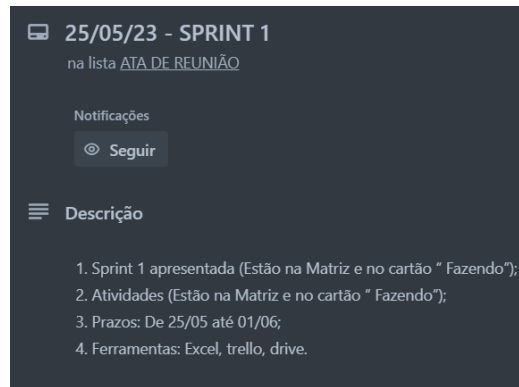 25/05/23 - SPRINT 1
na lista ATA DE REUNIÃO
Notificações
Seguir
Descrição
1. Sprint 1 apresentada (Estão na Matriz e no cartão " Fazendo");
2. Atividades (Estão na Matriz e no cartão " Fazendo");
3. Prazos: De 25/05 até 01/06;
4. Ferramentas: Excel, trello, drive.